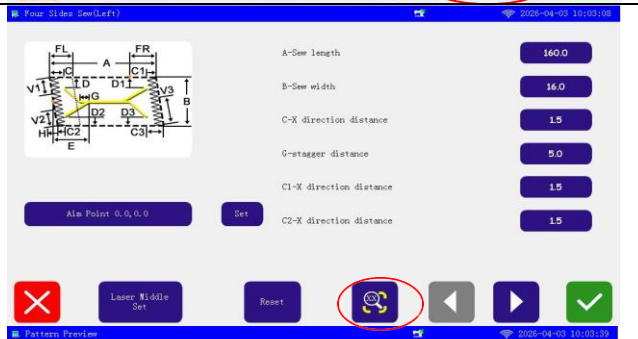 Four Sides Sew(Left)
2026-04-03 10:03:08
FL
FR
A
C
C1
D
D1
V1
V3
G
B
V2
D2
D3
H
C2
C3
E
A-Sew length
160.0
B-Sew width
16.0
C-X direction distance
1.5
G-stagger distance
5.0
C1-X direction distance
1.5
Aim Point 0.0,0.0
Set
C2-X direction distance
1.5
Laser Middle
Set
Reset
XX
Pattern Preview
2026-04-03 10:03:39